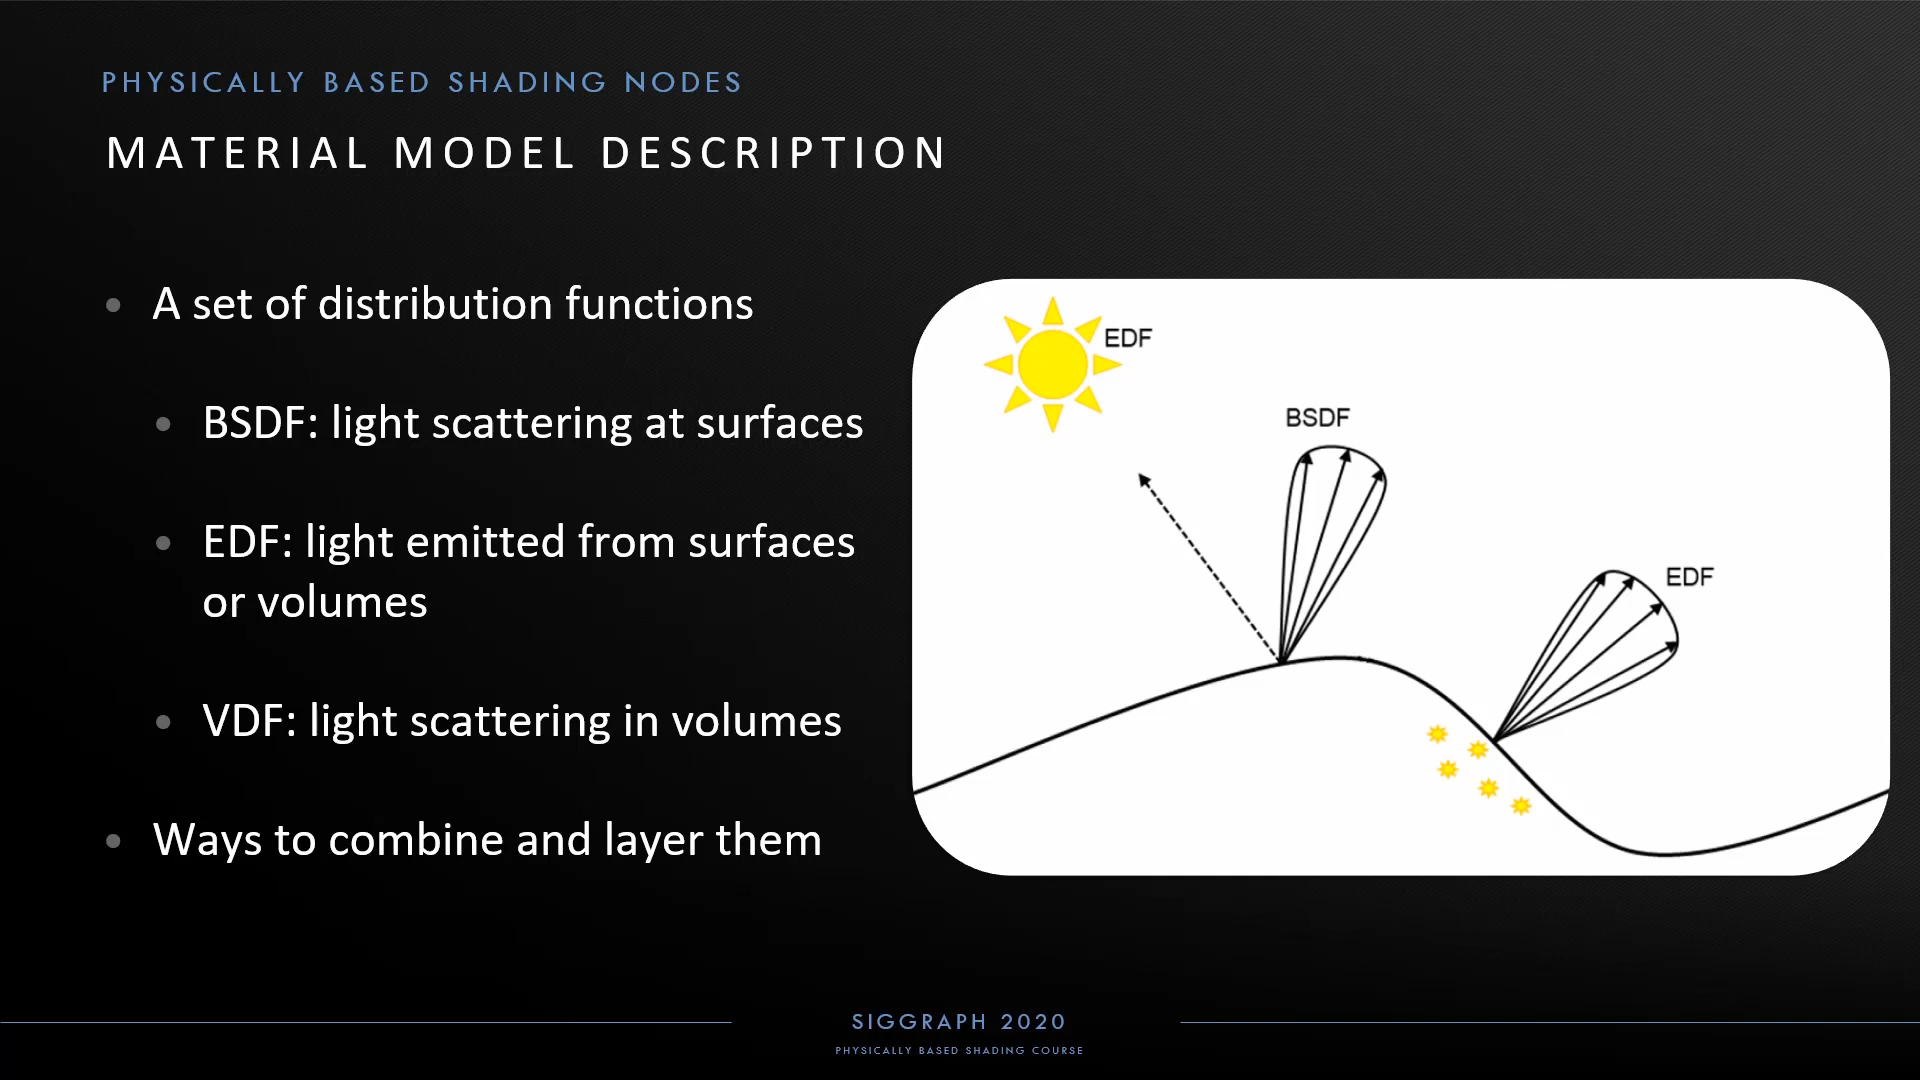 PHYSICALLY BASED SHADING NODES
MATERIAL MODEL DESCRIPTION
A set of distribution functions
BSDF: light scattering at surfaces
EDF: light emitted from surfaces
or volumes
VDF: light scattering in volumes
Ways to combine and layer them
EDF
BSDF
EDF
SIGGRAPH 2020
PHYSICALLY BASED SHADING COURSE